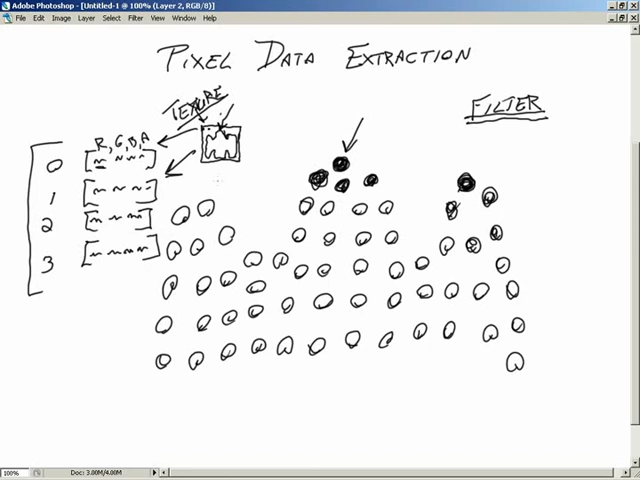 Adobe Photoshop - [Untitled-1 @ 100% (Layer 2, RGB/8)]
File Edit Image Layer Select Filter View Window Help
PIXEL DATA EXTRACTION
TEXURE
FILTER
R, G, B, A
0
1
2
3
100%
Doc: 3.00M/4.00M